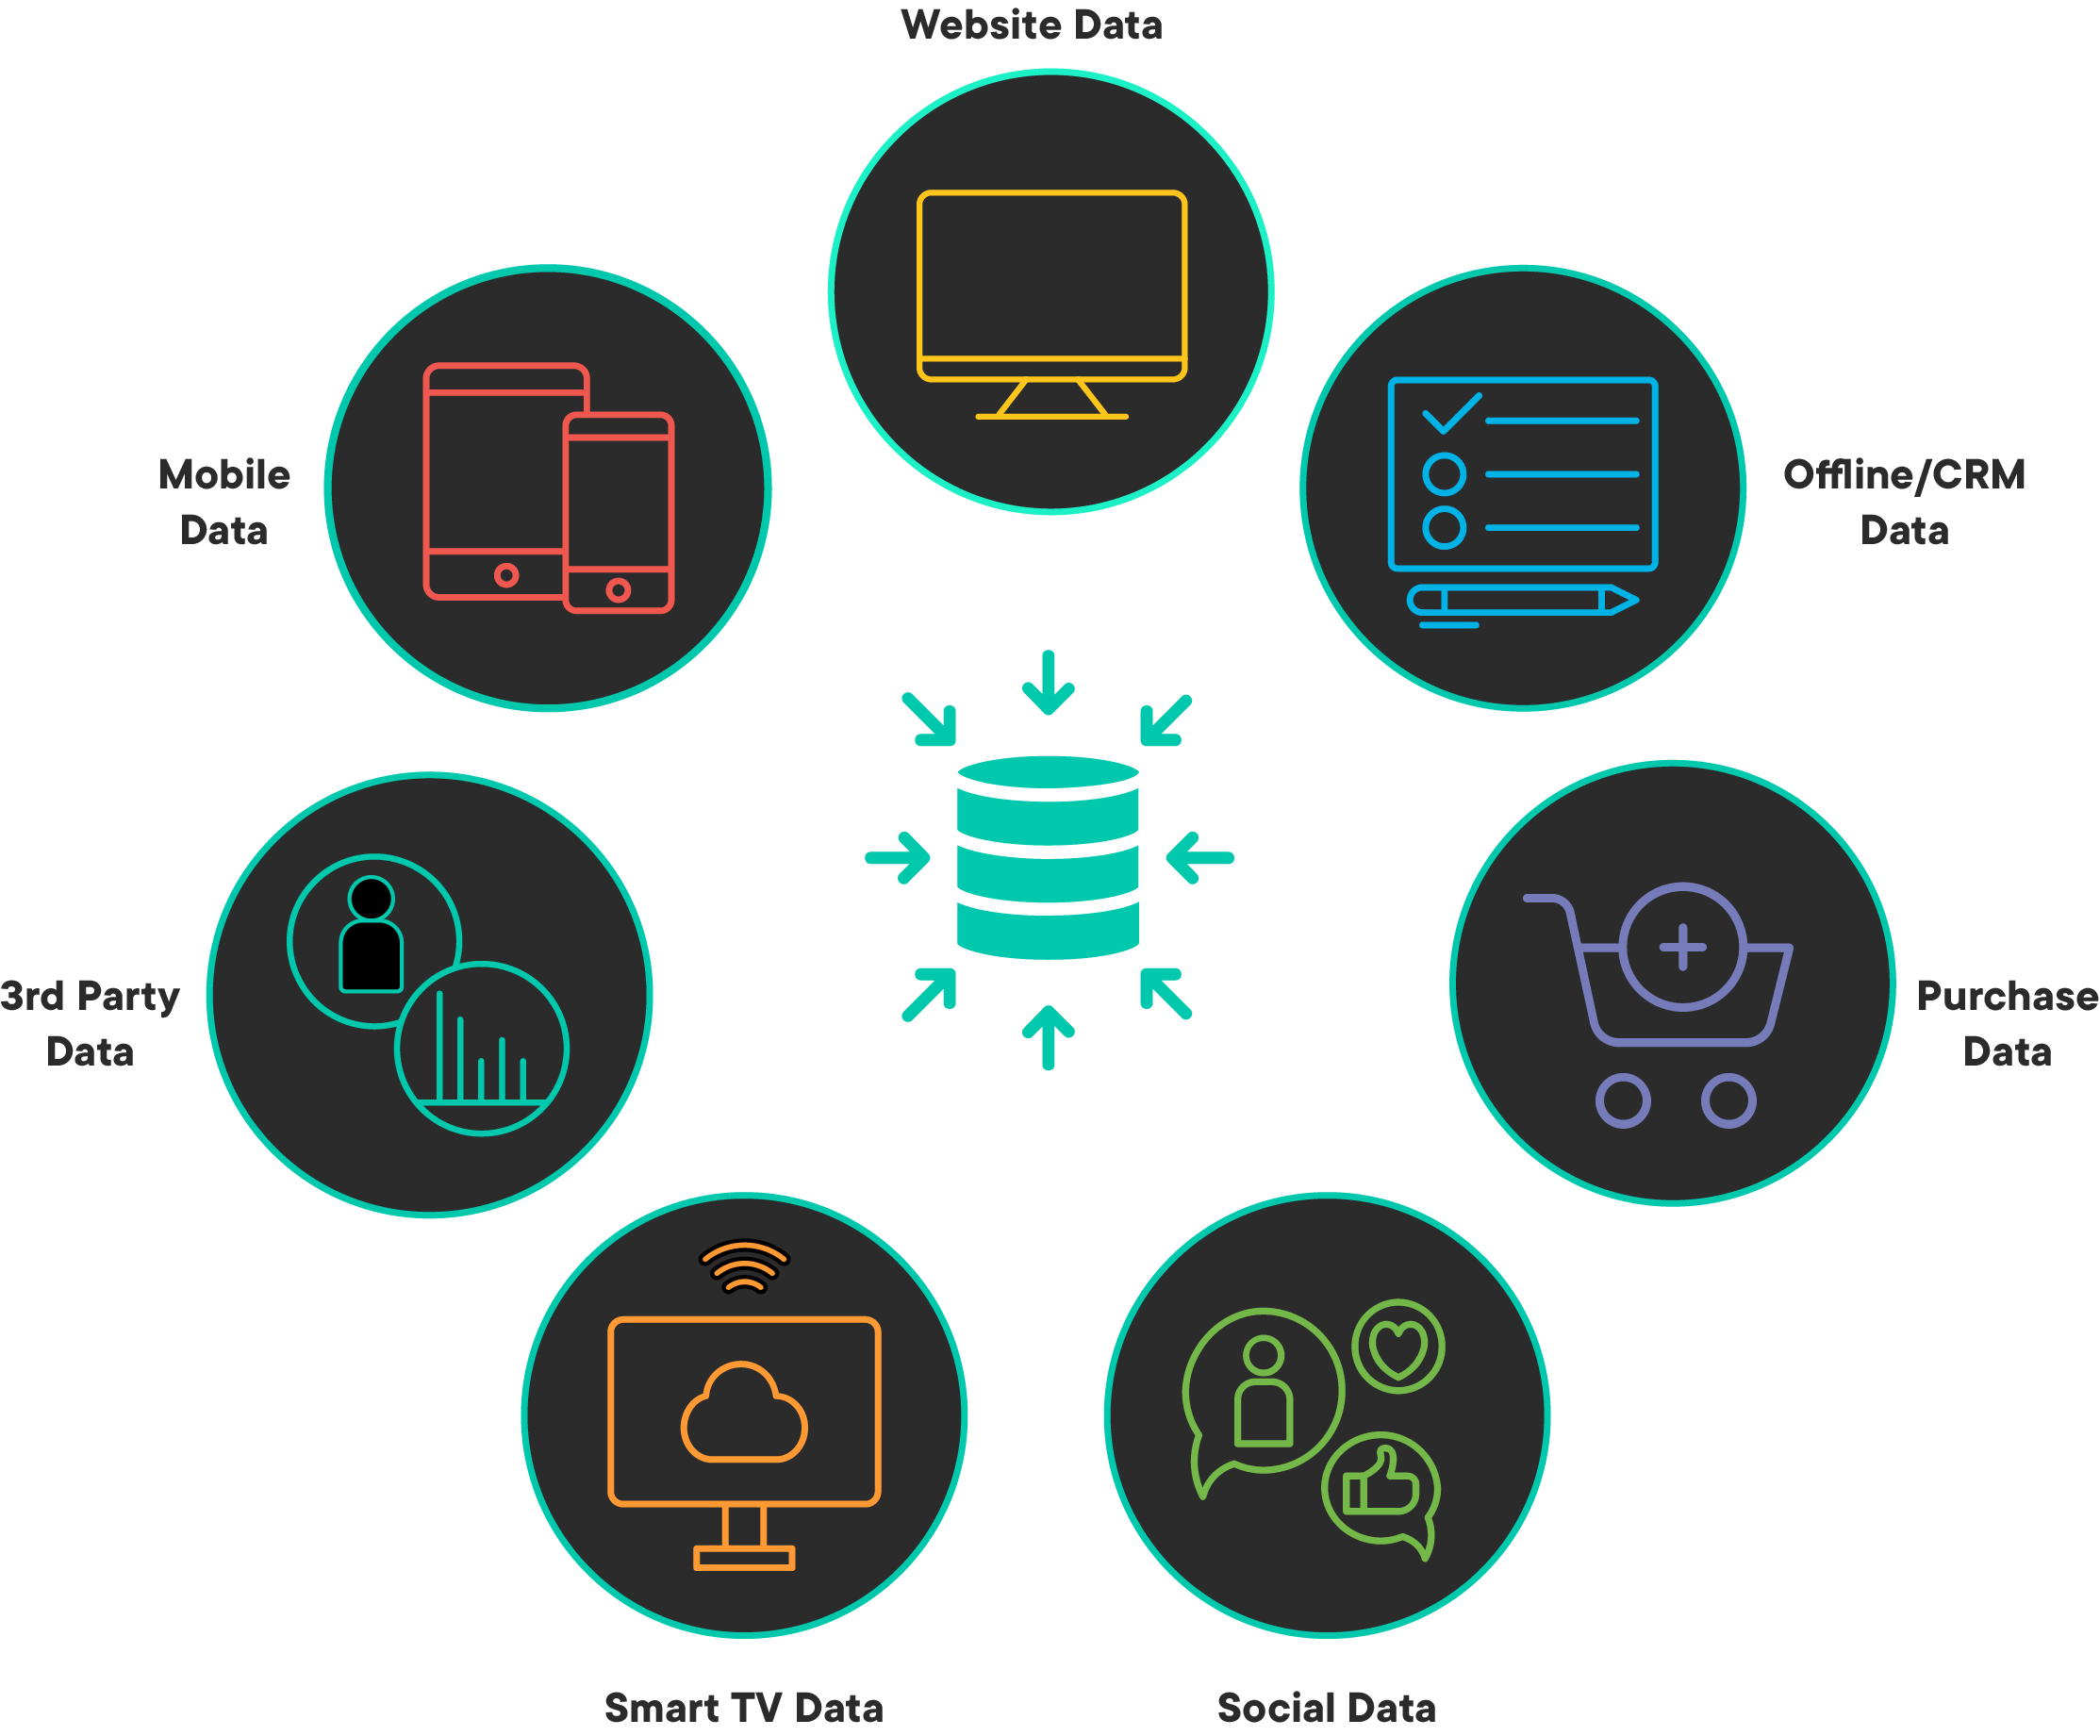 Website Data
Mobile
Data
Offline/CRM
Data
3rd Party
Data
Purchase
Data
Smart TV Data
Social Data